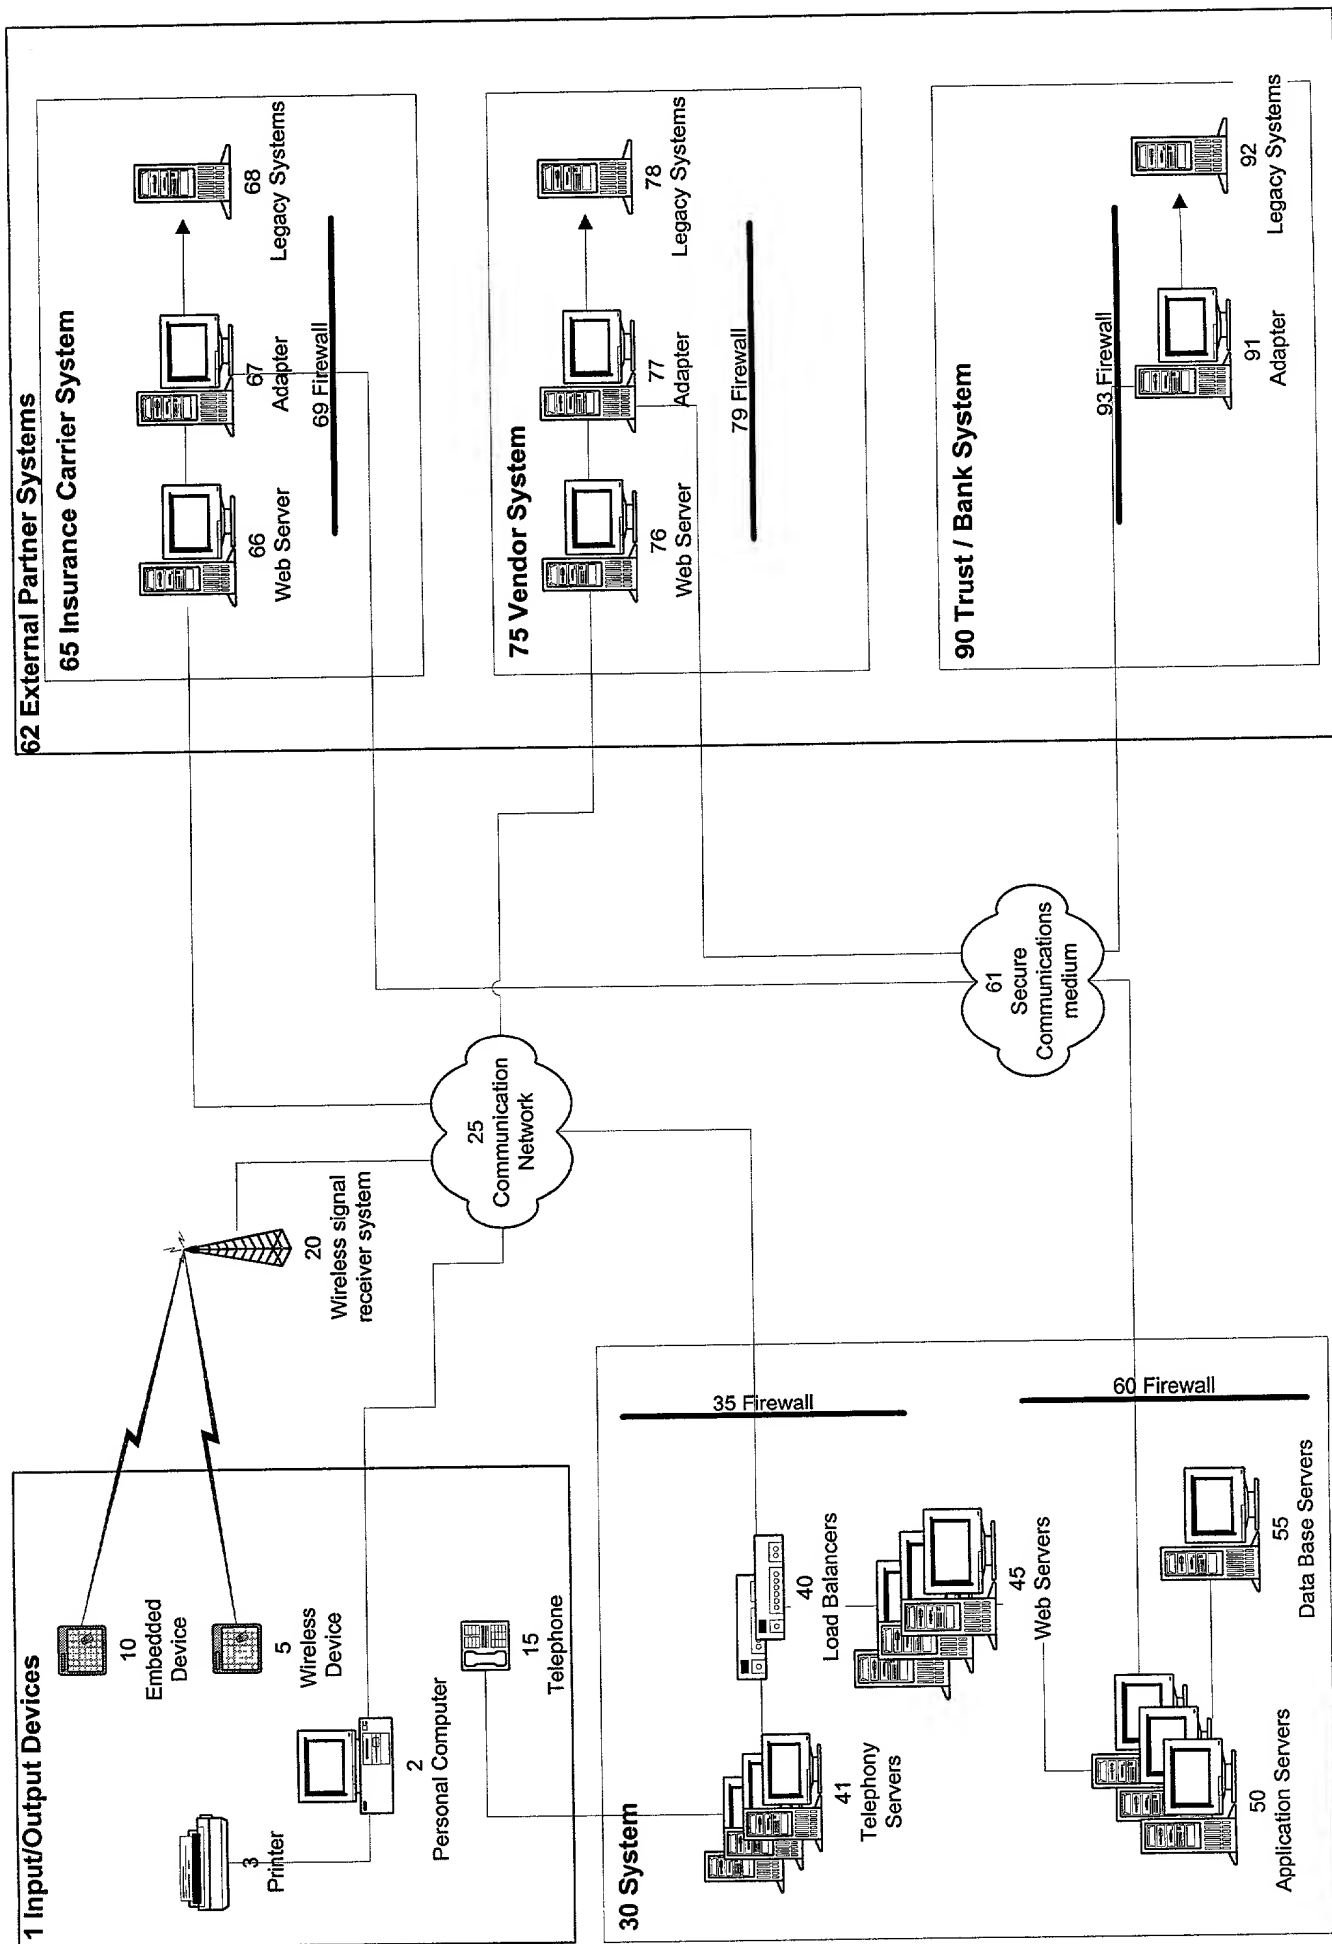 1 Input/Output Devices
10
Embedded
Device
5
Wireless
Device
3
Printer
2
Personal Computer
15
Telephone
20
Wireless signal
receiver system
25
Communication
Network
30 System
35 Firewall
40
Load Balancers
41
Telephony
Servers
45
Web Servers
50
Application Servers
55
Data Base Servers
60 Firewall
61
Secure
Communications
medium
62 External Partner Systems
65 Insurance Carrier System
66
Web Server
67
Adapter
68
Legacy Systems
69 Firewall
75 Vendor System
76
Web Server
77
Adapter
78
Legacy Systems
79 Firewall
90 Trust / Bank System
93 Firewall
91
Adapter
92
Legacy Systems